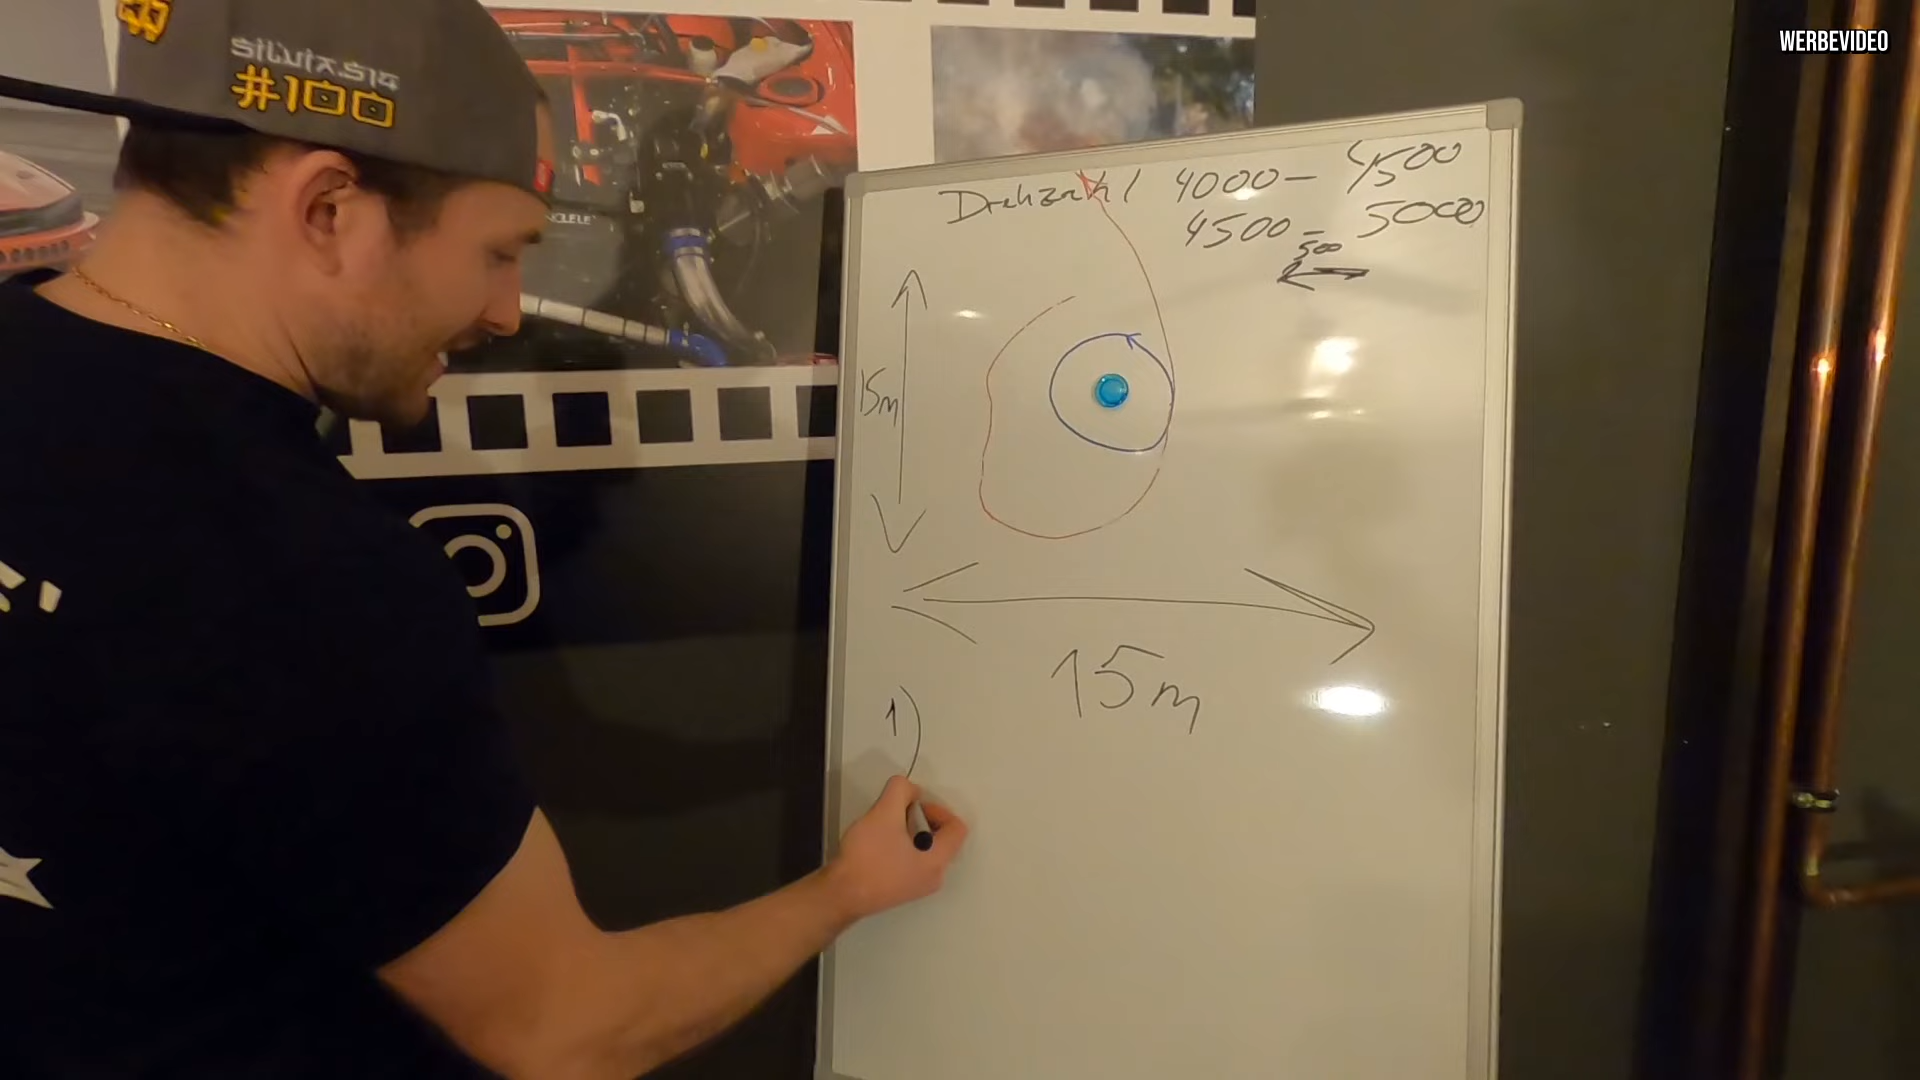 WERBEVIDEO
silvia.s14
#100
Drehzahl 4000 - 4500
4500 - 5000
500
15m
15m
1)